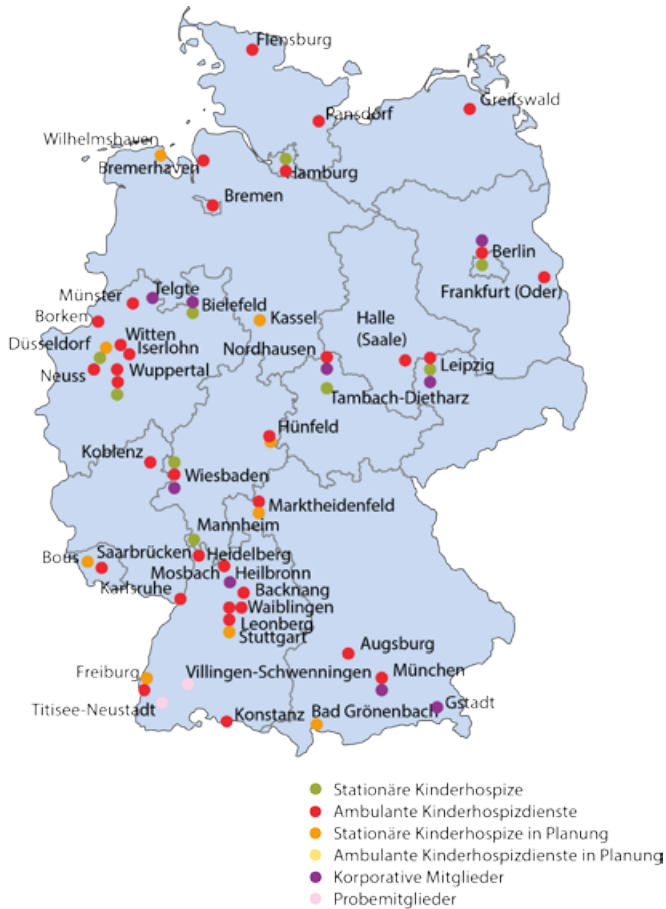 Flensburg
Pansdorf
Greifswald
Wilhelmshaven
Bremerhaven
Hamburg
Bremen
Berlin
Frankfurt (Oder)
Telgte
Münster
Bielefeld
Borken
Kassel
Halle
(Saale)
Witten
Düsseldorf
Iserlohn
Nordhausen
Leipzig
Neuss
Wuppertal
Tambach-Dietharz
Hünfeld
Koblenz
Wiesbaden
Marktheidenfeld
Mannheim
Bous
Saarbrücken
Heidelberg
Mosbach
Heilbronn
Karlsruhe
Backnang
Waiblingen
Leonberg
Stuttgart
Augsburg
Freiburg
Villingen-Schwenningen
München
Titisee-Neustadt
Konstanz
Bad Grönenbach
Gstadt
Stationäre Kinderhospize
Ambulante Kinderhospizdienste
Stationäre Kinderhospize in Planung
Ambulante Kinderhospizdienste in Planung
Korporative Mitglieder
Probemitglieder